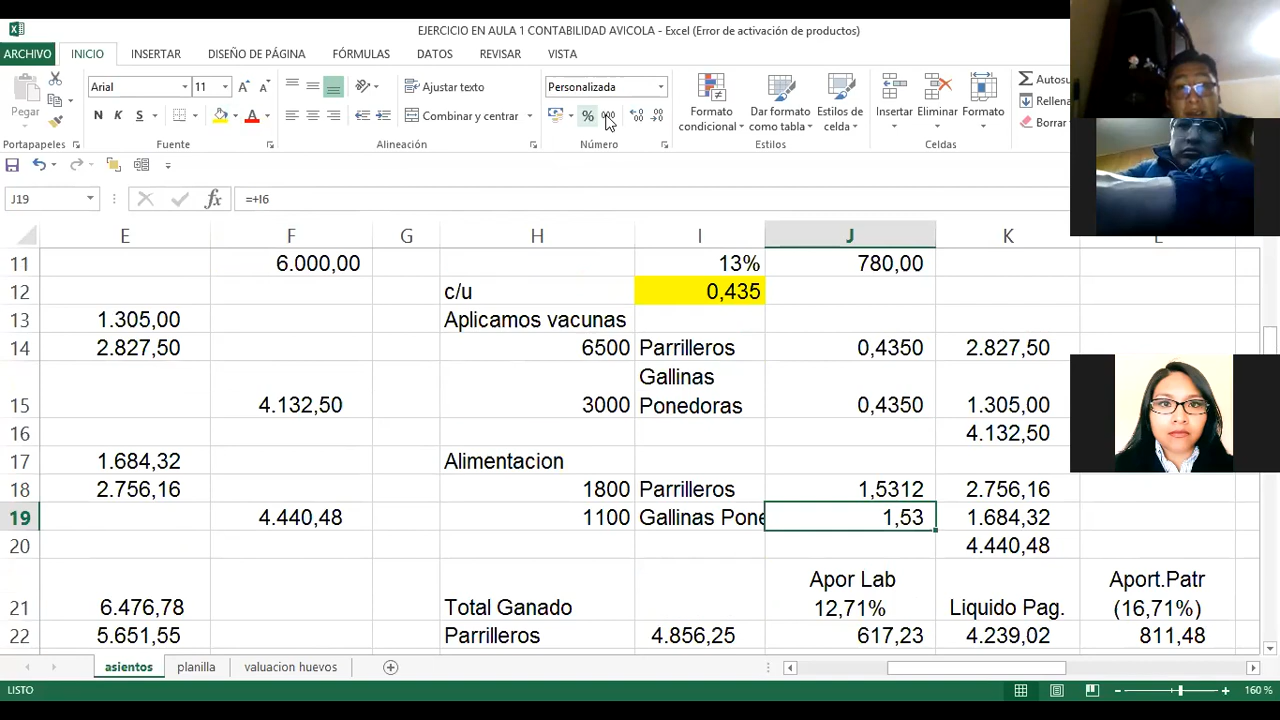 EJERCICIO EN AULA 1 CONTABILIDAD AVICOLA - Excel (Error de activación de productos)
ARCHIVO INICIO INSERTAR DISEÑO DE PÁGINA FÓRMULAS DATOS REVISAR VISTA
Pegar
Arial 11
N K S
Ajustar texto
Combinar y centrar
Personalizada
% 000
Formato condicional
Dar formato como tabla
Estilos de celda
Insertar Eliminar Formato
Autosu
Rellena
Borrar
Portapapeles Fuente Alineación Número Estilos Celdas
J19 fx =+I6
E F G H I J K
11 6.000,00 13% 780,00
12 c/u 0,435
13 1.305,00 Aplicamos vacunas
14 2.827,50 6500 Parrilleros 0,4350 2.827,50
Gallinas
15 4.132,50 3000 Ponedoras 0,4350 1.305,00
16 4.132,50
17 1.684,32 Alimentacion
18 2.756,16 1800 Parrilleros 1,5312 2.756,16
19 4.440,48 1100 Gallinas Pone 1,53 1.684,32
20 4.440,48
Apor Lab Aport.Patr
21 6.476,78 Total Ganado 12,71% Liquido Pag. (16,71%)
22 5.651,55 Parrilleros 4.856,25 617,23 4.239,02 811,48
asientos planilla valuacion huevos
LISTO 160 %